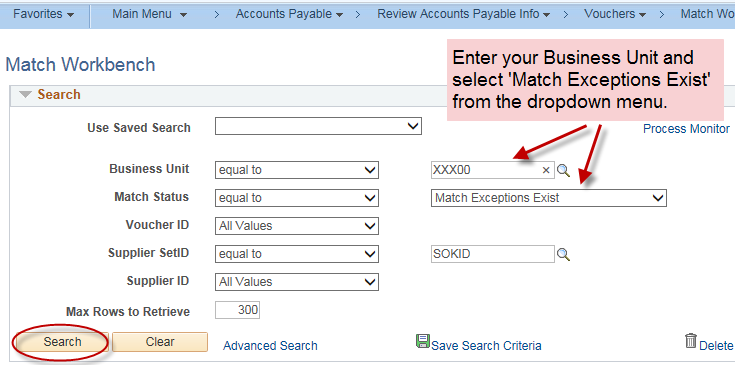 Favorites Main Menu > Accounts Payable > Review Accounts Payable Info > Vouchers > Match Wo
Match Workbench
Enter your Business Unit and
select 'Match Exceptions Exist'
from the dropdown menu.
Search
Use Saved Search
Process Monitor
Business Unit equal to XXX00 ×
Match Status equal to Match Exceptions Exist
Voucher ID All Values
Supplier SetID equal to SOKID
Supplier ID All Values
Max Rows to Retrieve 300
Search Clear Advanced Search Save Search Criteria Delete